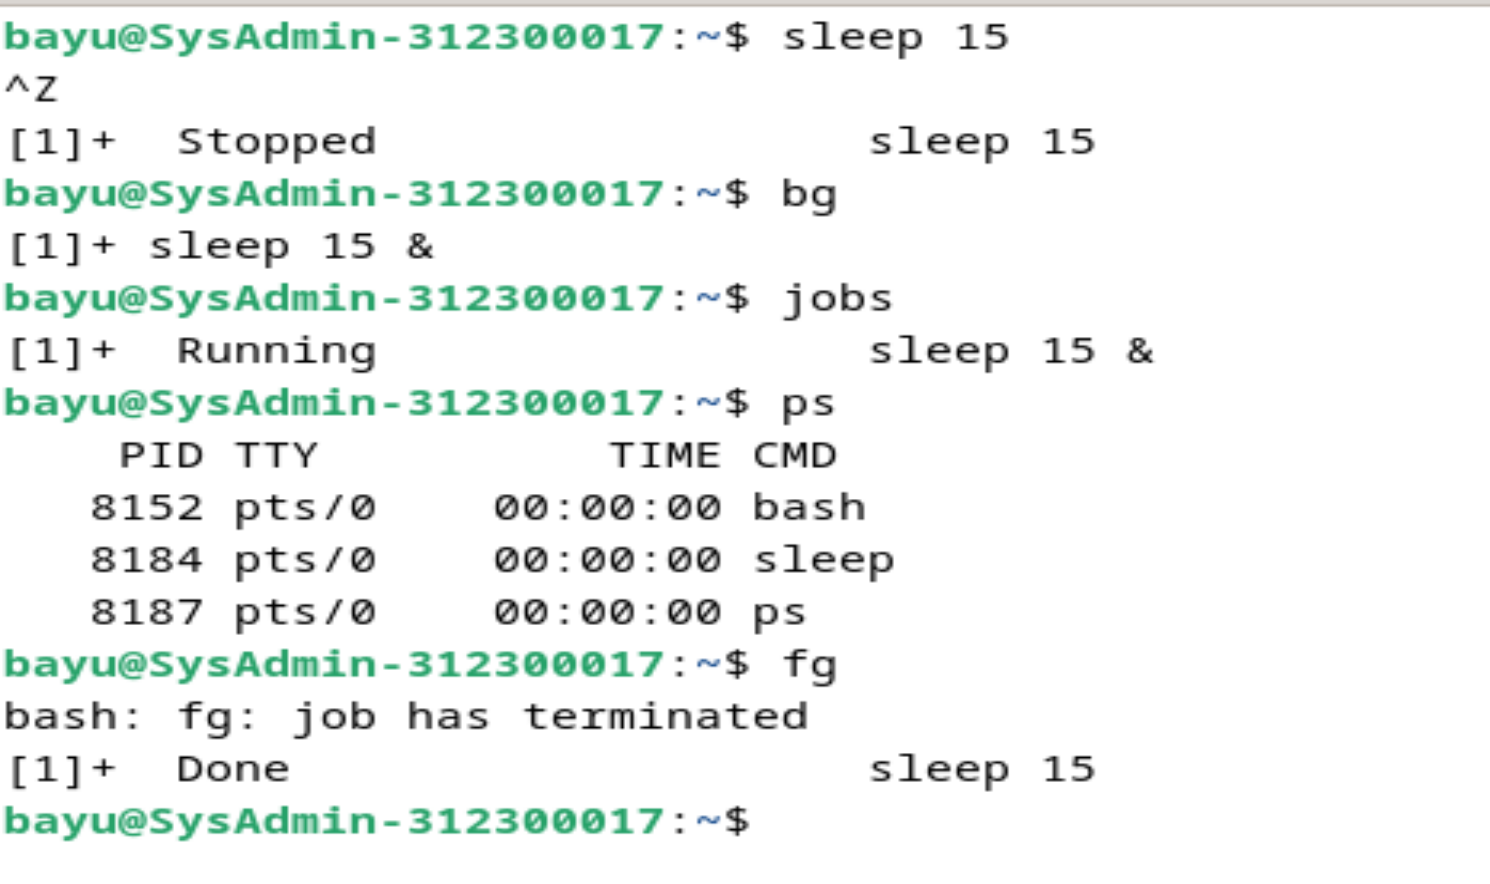 bayu@SysAdmin-312300017:~$ sleep 15
^Z
[1]+  Stopped                 sleep 15
bayu@SysAdmin-312300017:~$ bg
[1]+ sleep 15 &
bayu@SysAdmin-312300017:~$ jobs
[1]+  Running                 sleep 15 &
bayu@SysAdmin-312300017:~$ ps
    PID TTY          TIME CMD
   8152 pts/0    00:00:00 bash
   8184 pts/0    00:00:00 sleep
   8187 pts/0    00:00:00 ps
bayu@SysAdmin-312300017:~$ fg
bash: fg: job has terminated
[1]+  Done                    sleep 15
bayu@SysAdmin-312300017:~$